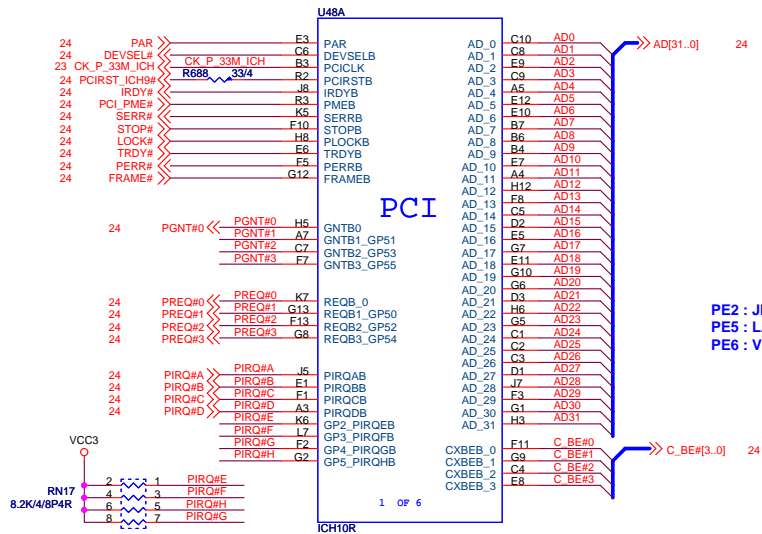 U48A
24 PAR E3 PAR AD_0 C10 AD0 AD[31..0] 24
24 DEVSEL# C6 DEVSELB AD_1 C8 AD1
23 CK_P_33M_ICH CK_P_33M_ICH B3 PCICLK AD_2 E9 AD2
24 PCIRST_ICH9# R688 33/4 R2 PCIRSTB AD_3 C9 AD3
24 IRDY# J8 IRDYB AD_4 A5 AD4
24 PCI_PME# R3 PMEB AD_5 E12 AD5
24 SERR# K5 SERRB AD_6 E10 AD6
24 STOP# F10 STOPB AD_7 B7 AD7
24 LOCK# H8 PLOCKB AD_8 B6 AD8
24 TRDY# E6 TRDYB AD_9 B4 AD9
24 PERR# F5 PERRB AD_10 E7 AD10
24 FRAME# G12 FRAMEB AD_11 A4 AD11
AD_12 H12 AD12
AD_13 F8 AD13
PCI
AD_14 C5 AD14
24 PGNT#0 PGNT#0 H5 GNTB0 AD_15 D2 AD15
PGNT#1 A7 GNTB1_GP51 AD_16 E5 AD16
PGNT#2 C7 GNTB2_GP53 AD_17 G7 AD17
PGNT#3 F7 GNTB3_GP55 AD_18 E11 AD18
AD_19 G10 AD19
AD_20 G6 AD20
24 PREQ#0 PREQ#0 K7 REQB_0 AD_21 D3 AD21
24 PREQ#1 PREQ#1 G13 REQB1_GP50 AD_22 H6 AD22
24 PREQ#2 PREQ#2 F13 REQB2_GP52 AD_23 G5 AD23
24 PREQ#3 PREQ#3 G8 REQB3_GP54 AD_24 C1 AD24
AD_25 C2 AD25
AD_26 C3 AD26
24 PIRQ#A PIRQ#A J5 PIRQAB AD_27 D1 AD27
24 PIRQ#B PIRQ#B E1 PIRQBB AD_28 J7 AD28
24 PIRQ#C PIRQ#C F1 PIRQCB AD_29 F3 AD29
24 PIRQ#D PIRQ#D A3 PIRQDB AD_30 G1 AD30
PIRQ#E K6 GP2_PIRQEB AD_31 H3 AD31
PIRQ#F L7 GP3_PIRQFB
PIRQ#G F2 GP4_PIRQGB CXBEB_0 F11 C_BE#0 C_BE#[3..0] 24
PIRQ#H G2 GP5_PIRQHB CXBEB_1 G9 C_BE#1
CXBEB_2 C4 C_BE#2
CXBEB_3 E8 C_BE#3
PE2 : J
PE5 : L
PE6 : V
VCC3
RN17
8.2K/4/8P4R
2 1 PIRQ#E
4 3 PIRQ#F
6 5 PIRQ#H
8 7 PIRQ#G
1 OF 6
ICH10R